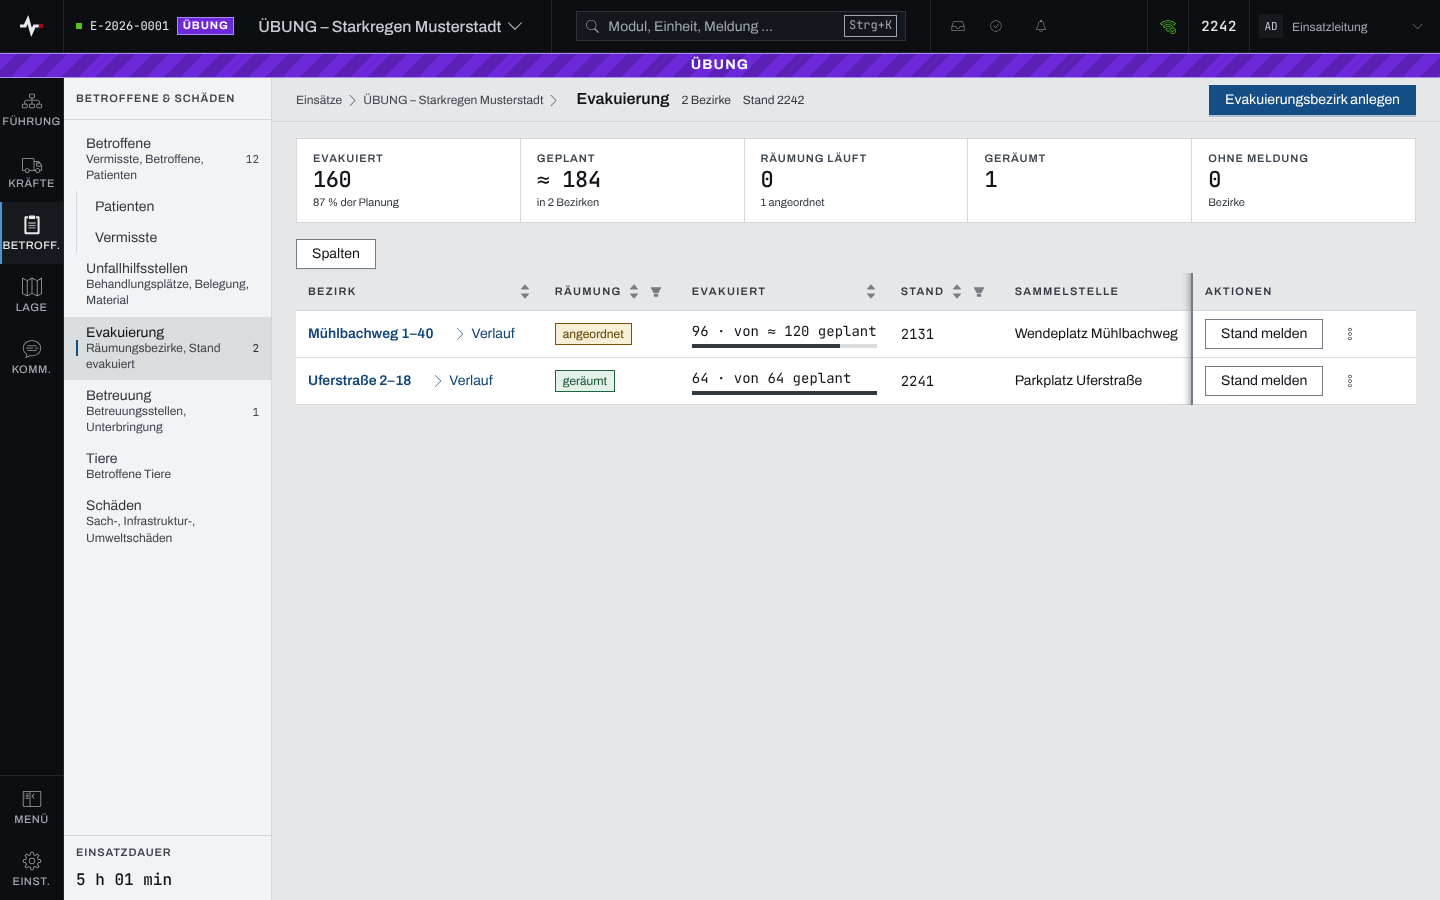 E-2026-0001 ÜBUNG ÜBUNG – Starkregen Musterstadt Modul, Einheit, Meldung ... Strg+K 2242 AD Einsatzleitung
ÜBUNG
FÜHRUNG
KRÄFTE
BETROFF.
LAGE
KOMM.
MENÜ
EINST.
BETROFFENE & SCHÄDEN
Betroffene
Vermisste, Betroffene, 12
Patienten
Patienten
Vermisste
Unfallhilfsstellen
Behandlungsplätze, Belegung,
Material
Evakuierung
Räumungsbezirke, Stand 2
evakuiert
Betreuung
Betreuungsstellen, 1
Unterbringung
Tiere
Betroffene Tiere
Schäden
Sach-, Infrastruktur-,
Umweltschäden
EINSATZDAUER
5 h 01 min
Einsätze ÜBUNG – Starkregen Musterstadt Evakuierung 2 Bezirke Stand 2242 Evakuierungsbezirk anlegen
EVAKUIERT GEPLANT RÄUMUNG LÄUFT GERÄUMT OHNE MELDUNG
160 ≈ 184 0 1 0
87 % der Planung in 2 Bezirken 1 angeordnet Bezirke
Spalten
BEZIRK RÄUMUNG EVAKUIERT STAND SAMMELSTELLE AKTIONEN
Mühlbachweg 1–40 Verlauf angeordnet 96 · von ≈ 120 geplant 2131 Wendeplatz Mühlbachweg Stand melden
Uferstraße 2–18 Verlauf geräumt 64 · von 64 geplant 2241 Parkplatz Uferstraße Stand melden